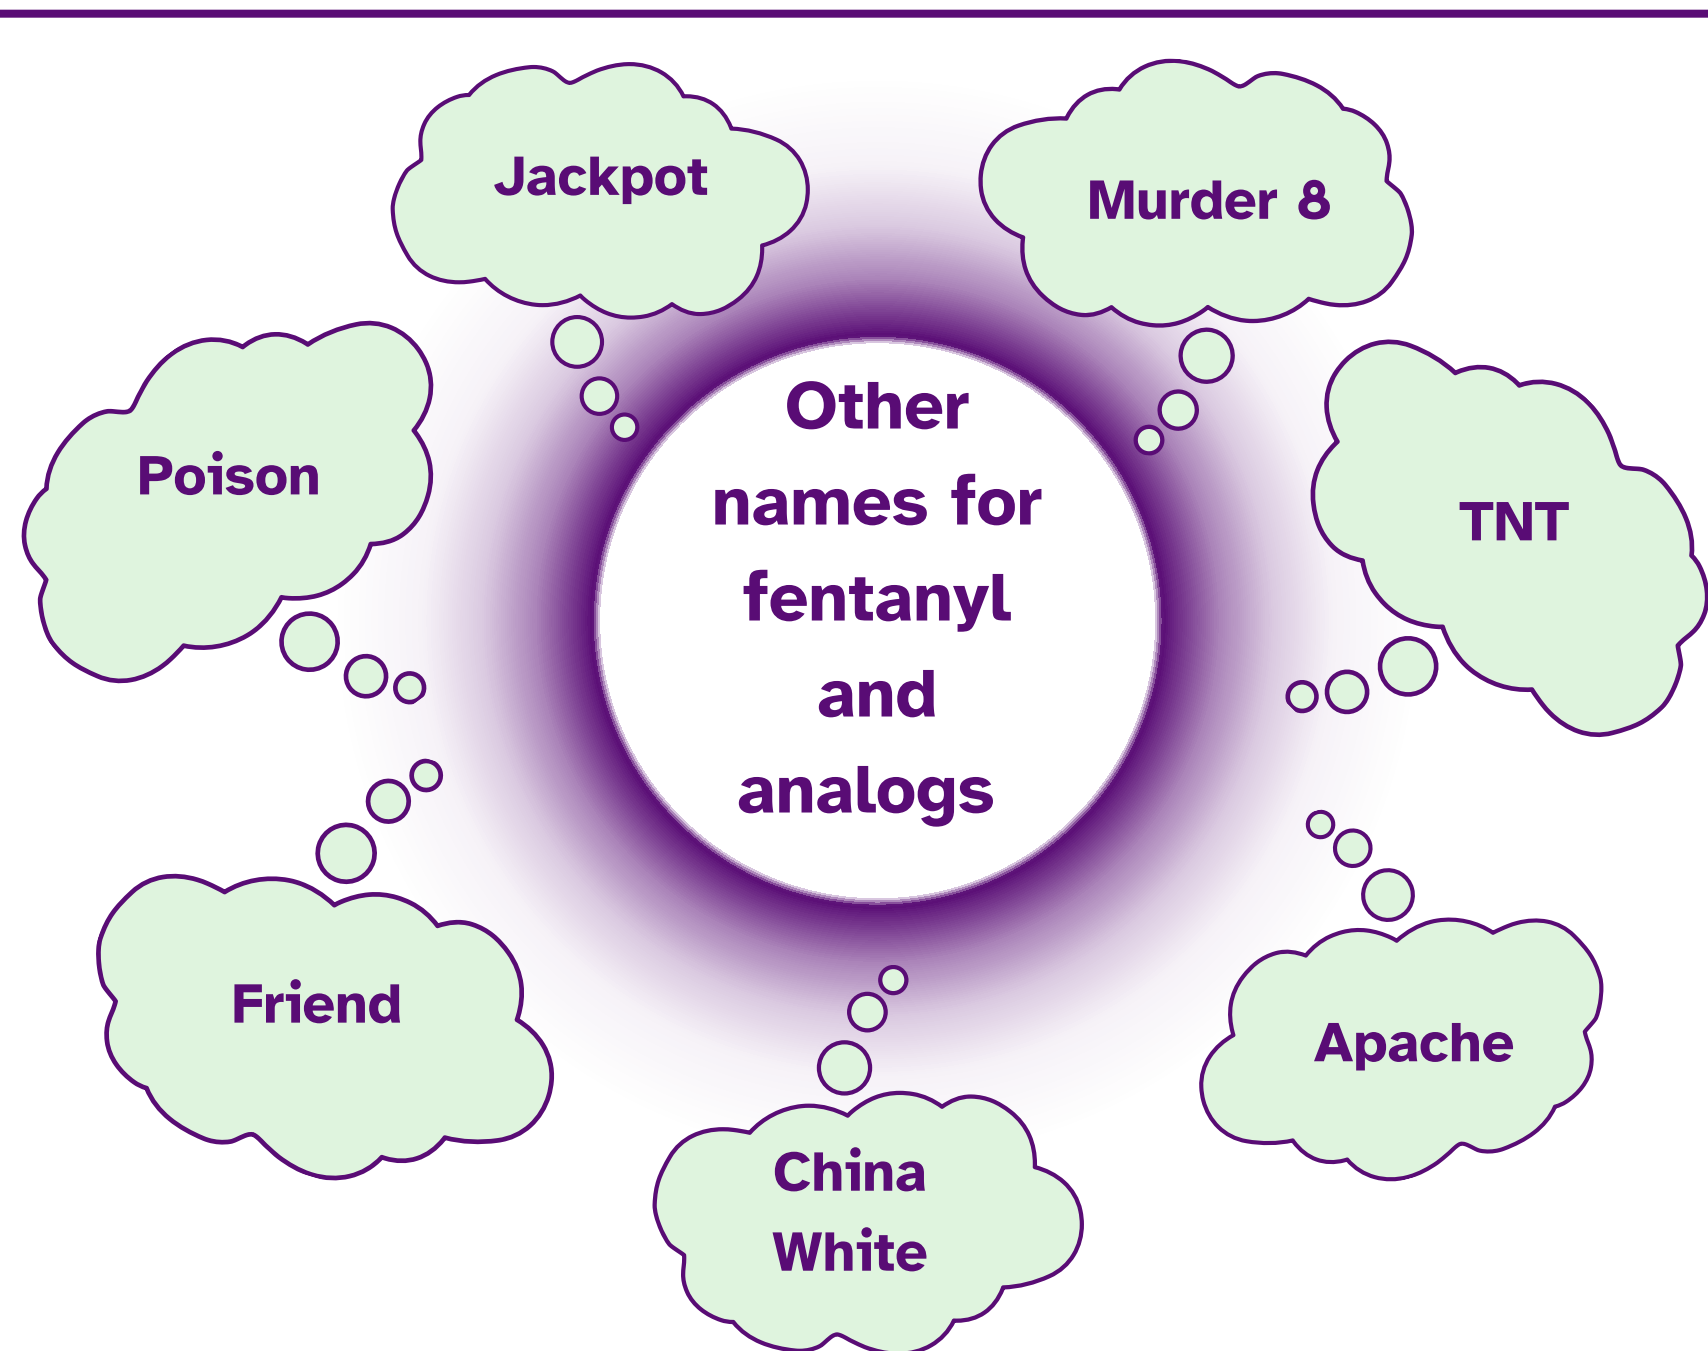 Jackpot
Murder 8
Poison
TNT
Other
names for
fentanyl
and
analogs
Friend
Apache
China
White